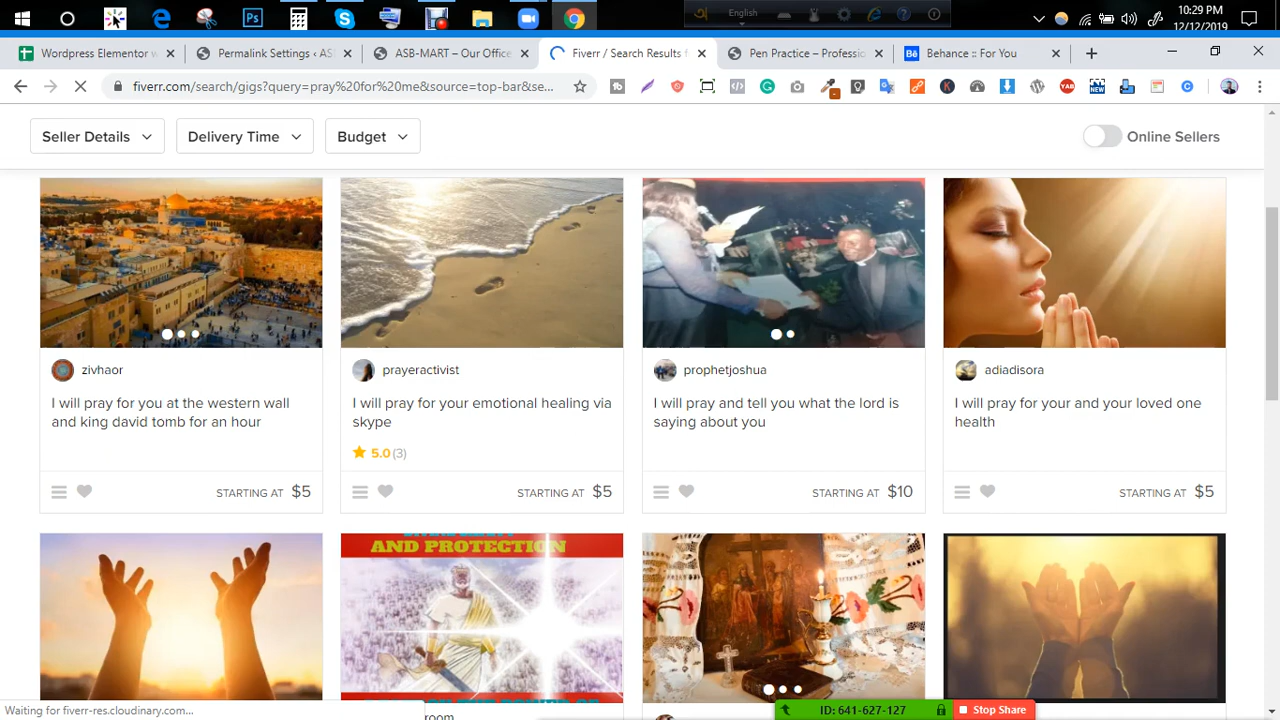 English
10:29 PM
12/12/2019
Wordpress Elementor w
Permalink Settings ‹ AS
ASB-MART – Our Office
Fiverr / Search Results f
Pen Practice – Professio
Behance :: For You
fiverr.com/search/gigs?query=pray%20for%20me&source=top-bar&se...
Seller Details
Delivery Time
Budget
Online Sellers
zivhaor
I will pray for you at the western wall
and king david tomb for an hour
STARTING AT $5
prayeractivist
I will pray for your emotional healing via
skype
5.0 (3)
STARTING AT $5
prophetjoshua
I will pray and tell you what the lord is
saying about you
STARTING AT $10
adiadisora
I will pray for your and your loved one
health
STARTING AT $5
AND PROTECTION
room
Waiting for fiverr-res.cloudinary.com...
ID: 641-627-127
Stop Share